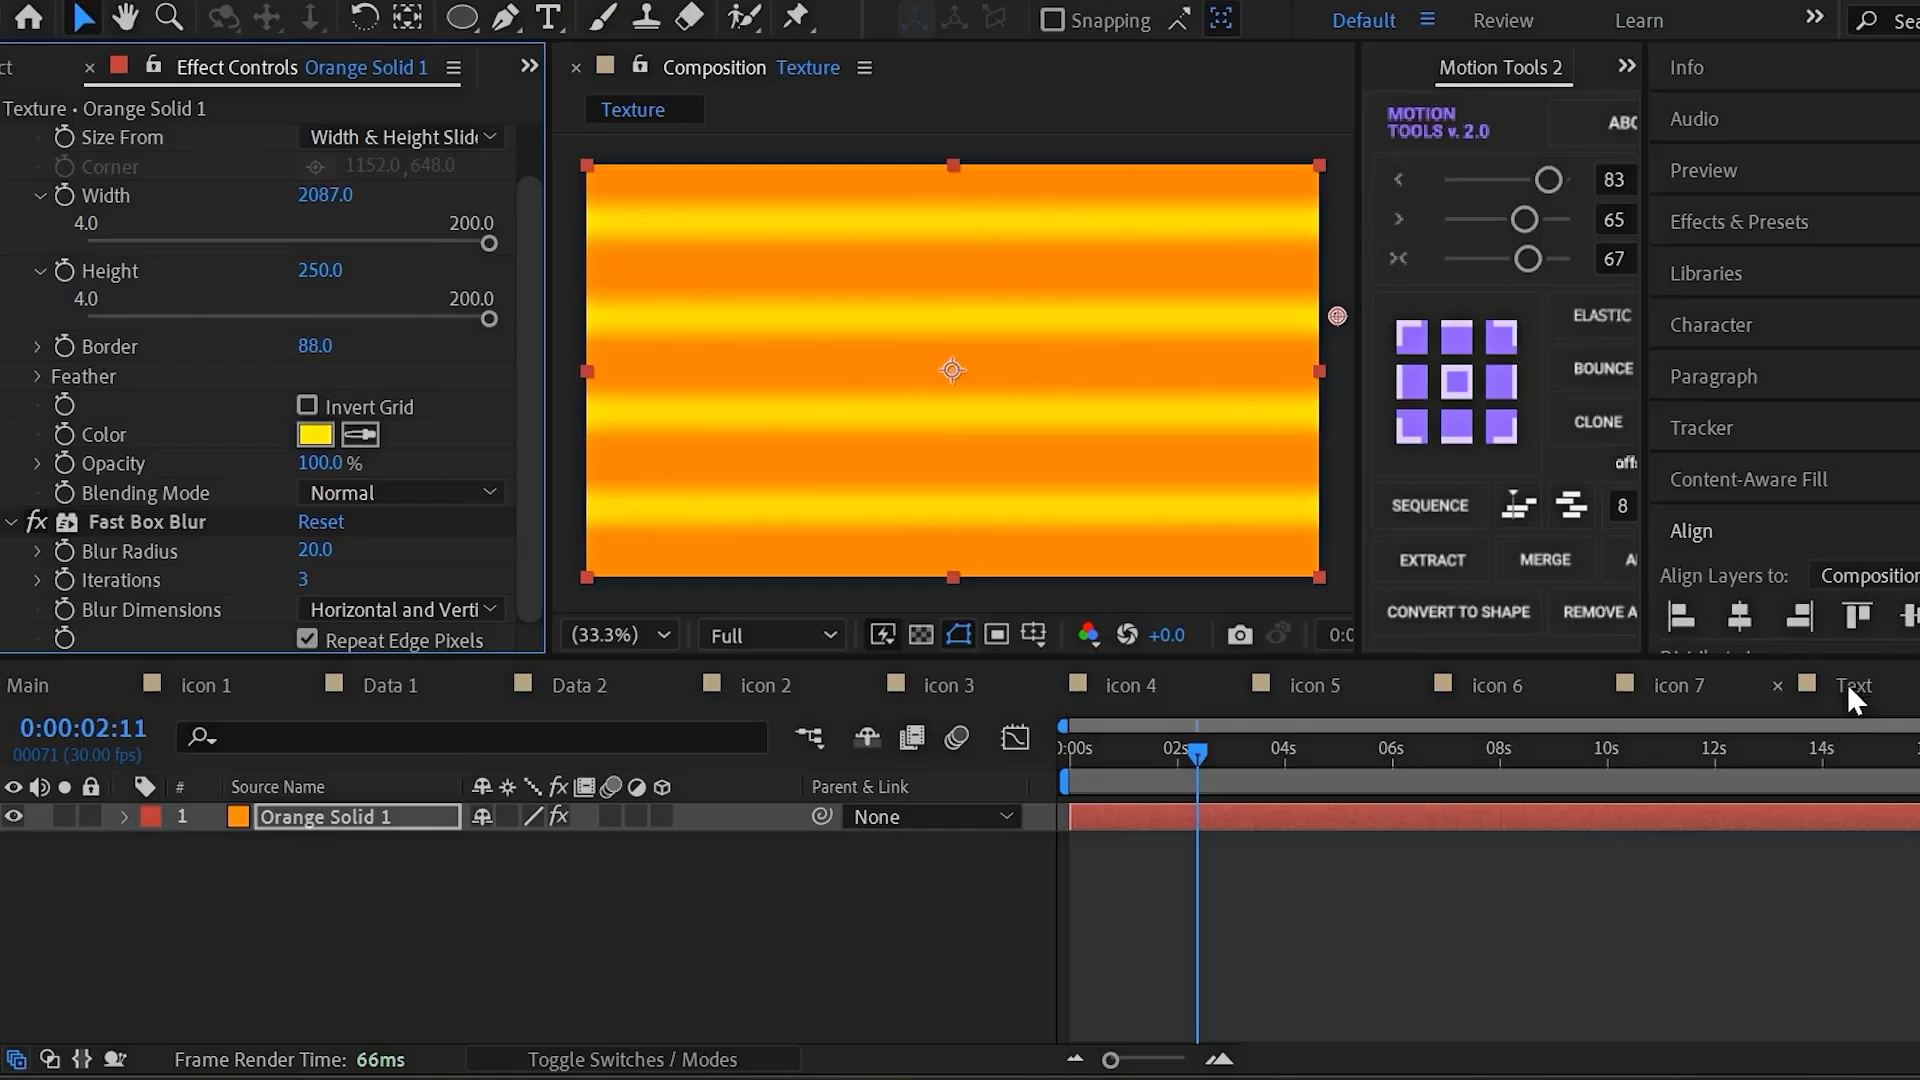 Snapping
Default
Review
Learn
Sea
ct
Effect Controls Orange Solid 1
Composition Texture
Motion Tools 2
Info
Texture • Orange Solid 1
Texture
MOTION
TOOLS v. 2.0
Audio
Size From
Width & Height Slide
Corner
1152.0,648.0
Preview
Width
2087.0
83
4.0
200.0
65
Effects & Presets
Height
250.0
67
Libraries
4.0
200.0
ELASTIC
Character
Border
88.0
BOUNCE
Paragraph
Feather
Invert Grid
CLONE
Tracker
Color
Opacity
100.0 %
Content-Aware Fill
Blending Mode
Normal
SEQUENCE
8
fx Fast Box Blur
Reset
Align
Blur Radius
20.0
EXTRACT
MERGE
Align Layers to:
Composition
Iterations
3
Blur Dimensions
Horizontal and Verti
CONVERT TO SHAPE
REMOVE A
Repeat Edge Pixels
(33.3%)
Full
+0.0
Main
icon 1
Data 1
Data 2
icon 2
icon 3
icon 4
icon 5
icon 6
icon 7
Text
0:00:02:11
00071 (30.00 fps)
:00s
02s
04s
06s
08s
10s
12s
14s
#
Source Name
fx
Parent & Link
1
Orange Solid 1
fx
None
Frame Render Time: 66ms
Toggle Switches / Modes